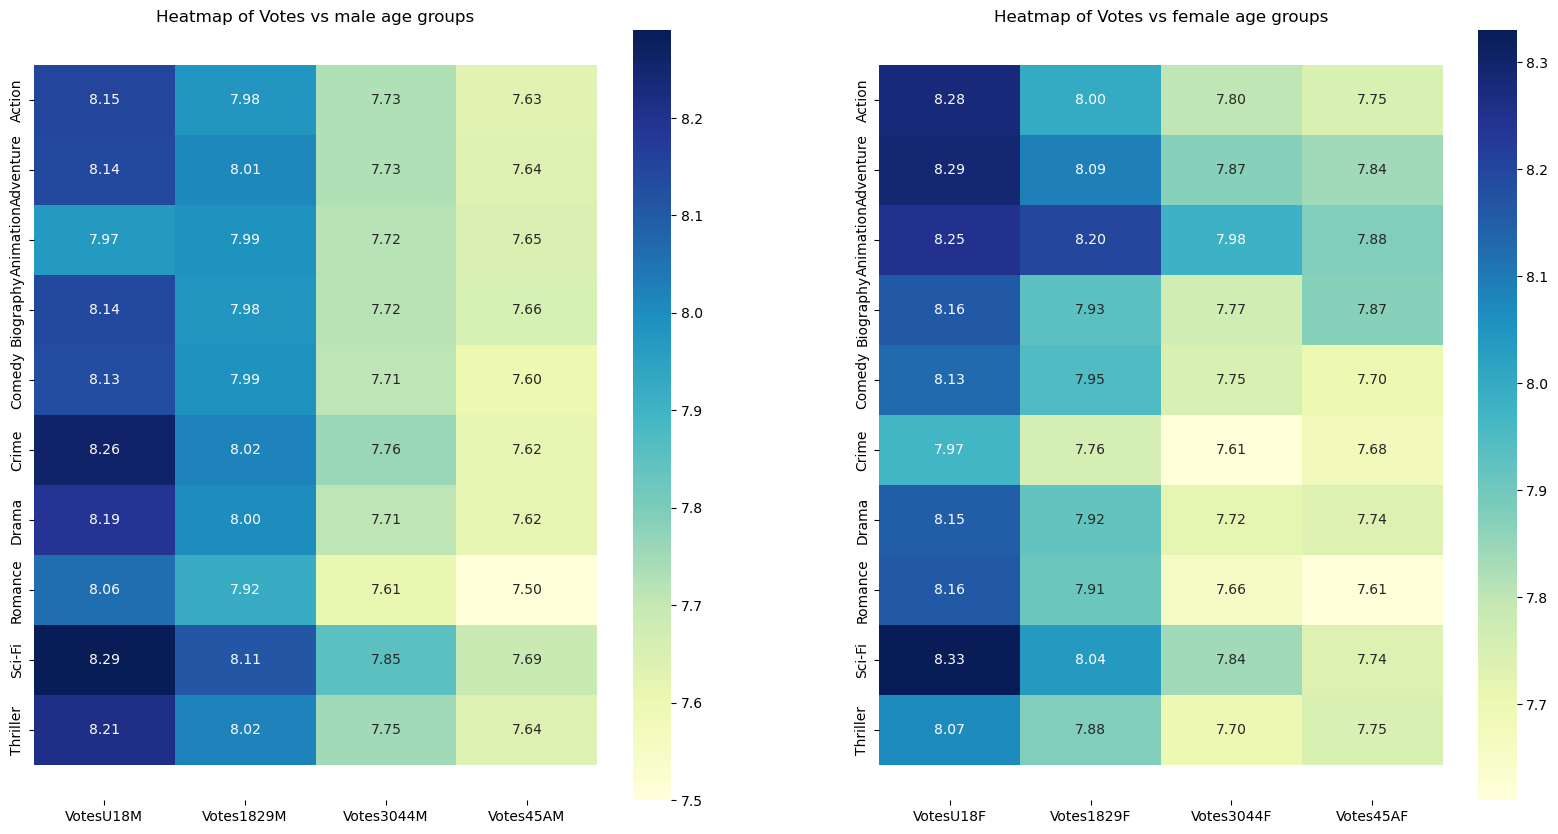 Heatmap of Votes vs male age groups
Action 8.15 7.98 7.73 7.63
Adventure 8.14 8.01 7.73 7.64
Animation 7.97 7.99 7.72 7.65
Biography 8.14 7.98 7.72 7.66
Comedy 8.13 7.99 7.71 7.60
Crime 8.26 8.02 7.76 7.62
Drama 8.19 8.00 7.71 7.62
Romance 8.06 7.92 7.61 7.50
Sci-Fi 8.29 8.11 7.85 7.69
Thriller 8.21 8.02 7.75 7.64
VotesU18M Votes1829M Votes3044M Votes45AM
8.2
8.1
8.0
7.9
7.8
7.7
7.6
7.5
Heatmap of Votes vs female age groups
Action 8.28 8.00 7.80 7.75
Adventure 8.29 8.09 7.87 7.84
Animation 8.25 8.20 7.98 7.88
Biography 8.16 7.93 7.77 7.87
Comedy 8.13 7.95 7.75 7.70
Crime 7.97 7.76 7.61 7.68
Drama 8.15 7.92 7.72 7.74
Romance 8.16 7.91 7.66 7.61
Sci-Fi 8.33 8.04 7.84 7.74
Thriller 8.07 7.88 7.70 7.75
VotesU18F Votes1829F Votes3044F Votes45AF
8.3
8.2
8.1
8.0
7.9
7.8
7.7